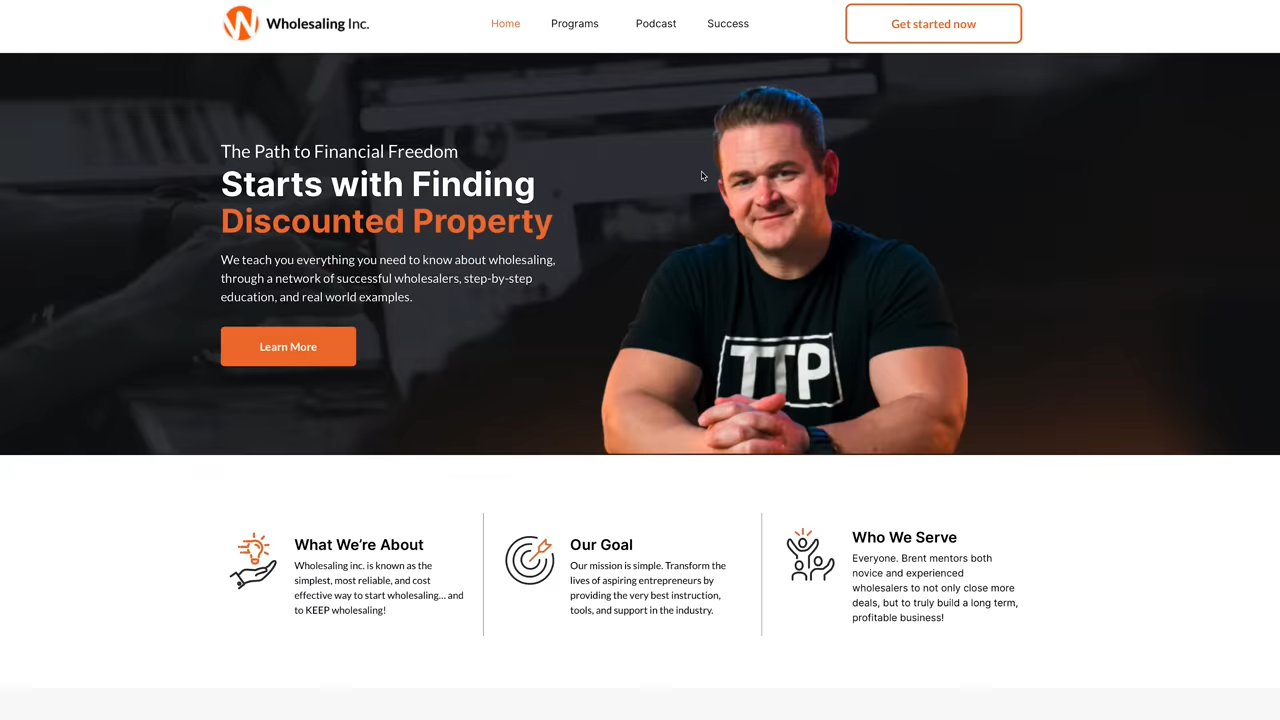 Wholesaling Inc.
Home Programs Podcast Success
Get started now
The Path to Financial Freedom
Starts with Finding
Discounted Property
We teach you everything you need to know about wholesaling,
through a network of successful wholesalers, step-by-step
education, and real world examples.
Learn More
TTP
What We're About
Wholesaling inc. is known as the
simplest, most reliable, and cost
effective way to start wholesaling... and
to KEEP wholesaling!
Our Goal
Our mission is simple. Transform the
lives of aspiring entrepreneurs by
providing the very best instruction,
tools, and support in the industry.
Who We Serve
Everyone. Brent mentors both
novice and experienced
wholesalers to not only close more
deals, but to truly build a long term,
profitable business!